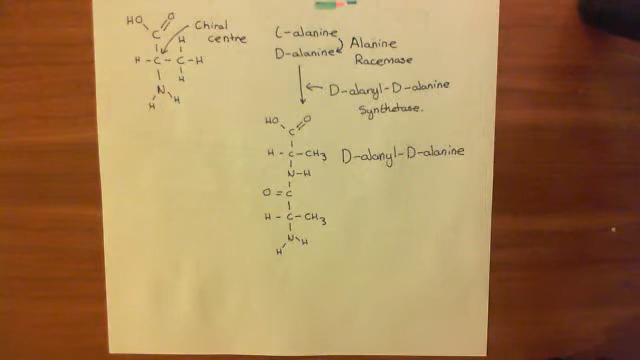 HO
O
C
H
Chiral
centre
H - C - C - H
H
N
H H
L-alanine
D-alanine
Alanine
Racemase
D-alanyl-D-alanine
Synthetase.
HO
O
C
H - C - CH3
D-alanyl-D-alanine
N-H
O = C
H - C - CH3
N
H H